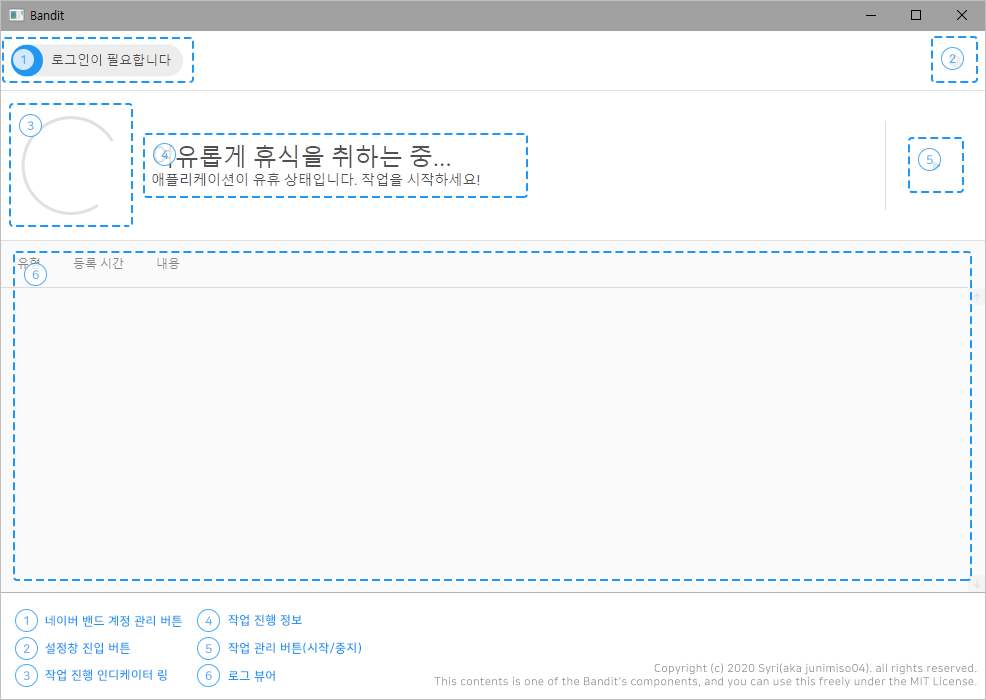 Bandit
1 로그인이 필요합니다
2
3
4 유롭게 휴식을 취하는 중...
애플리케이션이 유휴 상태입니다. 작업을 시작하세요!
5
유형 등록 시간 내용
6
1 네이버 밴드 계정 관리 버튼
2 설정창 진입 버튼
3 작업 진행 인디케이터 링
4 작업 진행 정보
5 작업 관리 버튼(시작/중지)
6 로그 뷰어
Copyright (c) 2020 Syri(aka junimiso04). all rights reserved.
This contents is one of the Bandit's components, and you can use this freely under the MIT License.